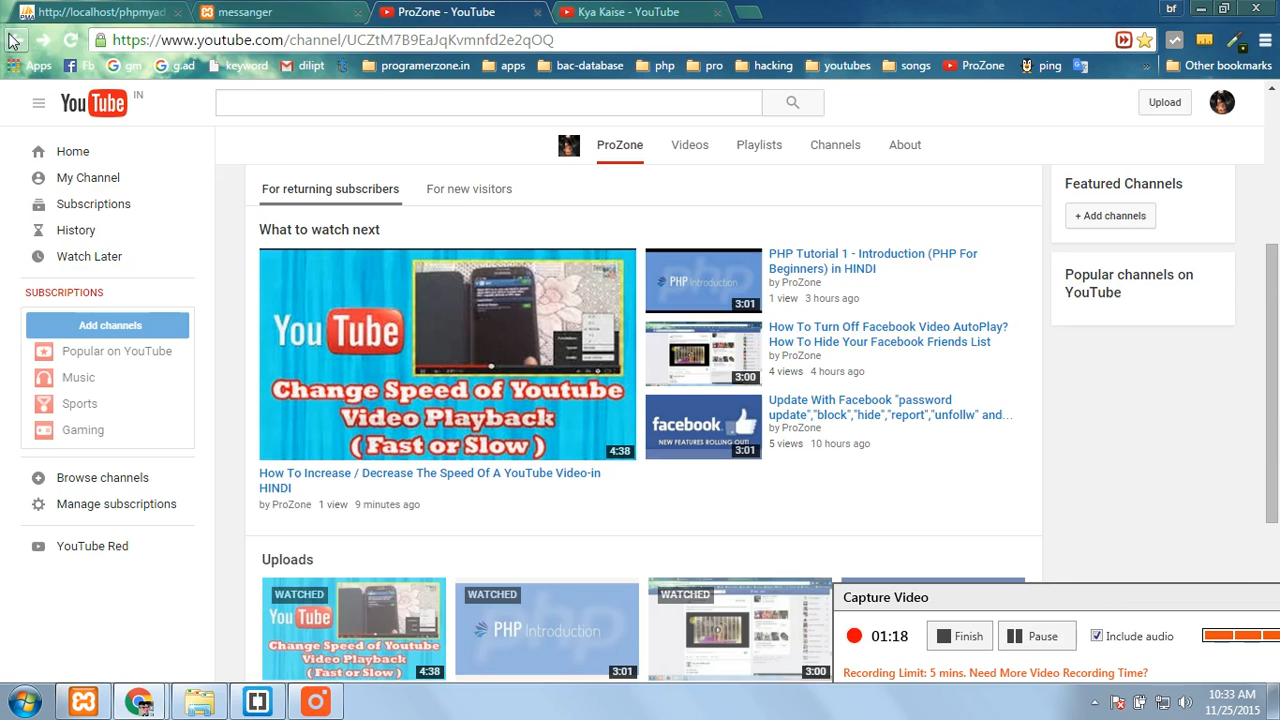 http://localhost/phpmyad
messanger
ProZone - YouTube
Kya Kaise - YouTube
bf
https://www.youtube.com/channel/UCZtM7B9EaJqKvmnfd2e2qOQ
Apps
Fb
gm
g.ad
keyword
dilipt
programerzone.in
apps
bac-database
php
pro
hacking
youtubes
songs
ProZone
ping
Other bookmarks
YouTube IN
Upload
ProZone
Videos
Playlists
Channels
About
Home
My Channel
Subscriptions
History
Watch Later
SUBSCRIPTIONS
Add channels
Popular on YouTube
Music
Sports
Gaming
Browse channels
Manage subscriptions
YouTube Red
For returning subscribers
For new visitors
What to watch next
YouTube
Change Speed of Youtube
Video Playback
( Fast or Slow )
4:38
How To Increase / Decrease The Speed Of A YouTube Video-in
HINDI
by ProZone 1 view 9 minutes ago
PHP Introduction
3:01
PHP Tutorial 1 - Introduction (PHP For
Beginners) in HINDI
by ProZone
1 view 3 hours ago
3:00
How To Turn Off Facebook Video AutoPlay?
How To Hide Your Facebook Friends List
by ProZone
4 views 4 hours ago
facebook.
NEW FEATURES ROLLING OUT!
3:01
Update With Facebook "password
update","block","hide","report","unfollw" and...
by ProZone
5 views 10 hours ago
Featured Channels
+ Add channels
Popular channels on
YouTube
Uploads
WATCHED
YouTube
Change Speed of Youtube
Video Playback
4:38
WATCHED
PHP Introduction
3:01
WATCHED
3:00
Capture Video
01:18
Finish
Pause
Include audio
Recording Limit: 5 mins. Need More Video Recording Time?
10:33 AM
11/25/2015